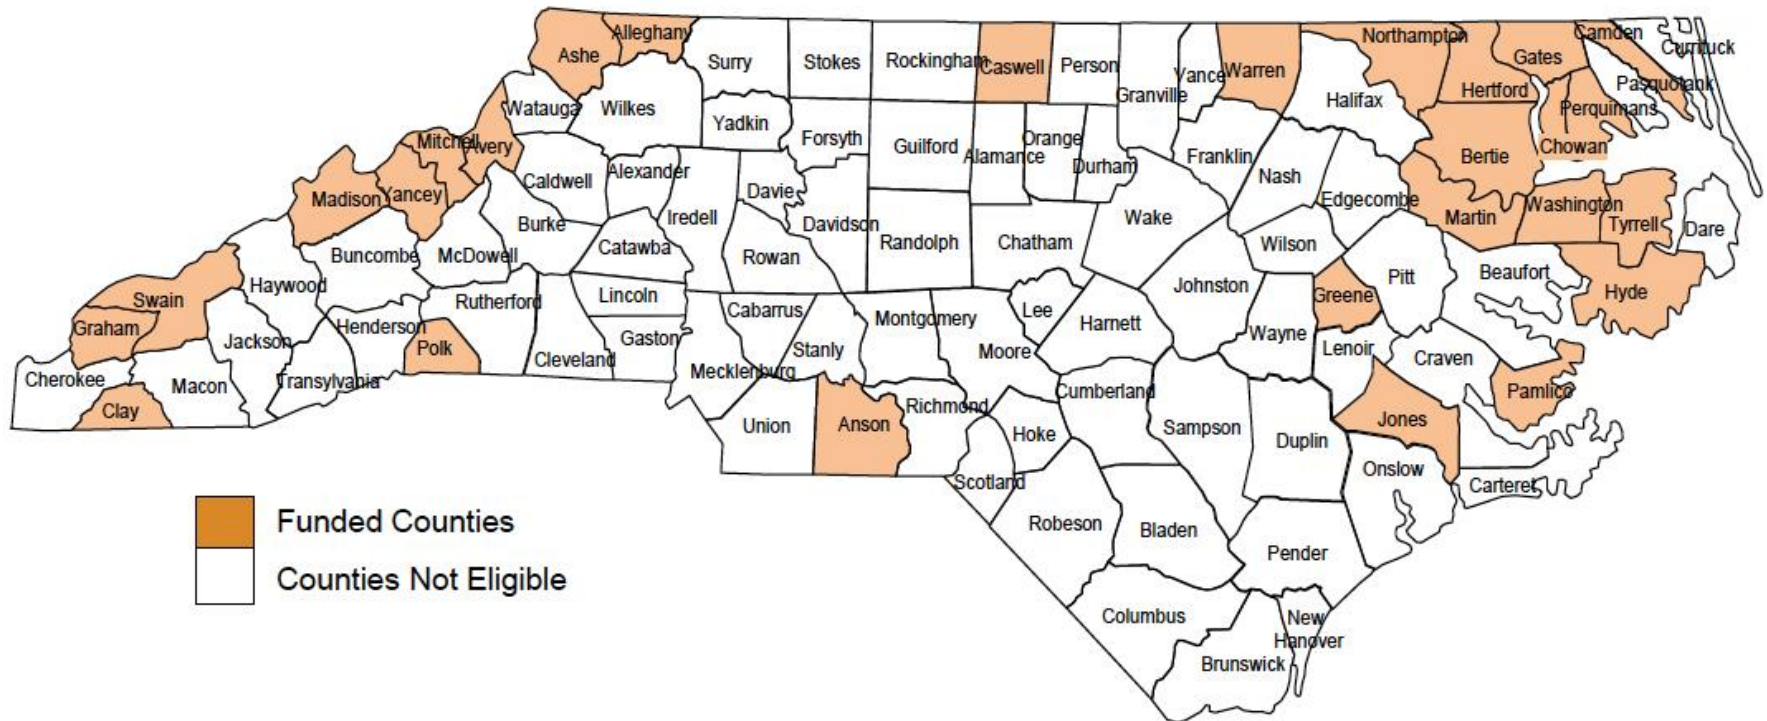 Alleghany
Ashe
Surry
Stokes
Rockingham
Caswell
Person
Granville
Vance
Warren
Northampton
Gates
Camden
Currituck
Hertford
Pasquotank
Perquimans
Halifax
Watauga
Wilkes
Yadkin
Forsyth
Guilford
Alamance
Orange
Durham
Franklin
Nash
Edgecombe
Bertie
Chowan
Mitchell
Avery
Caldwell
Alexander
Davie
Iredell
Madison
Yancey
Burke
Catawba
Rowan
Davidson
Randolph
Chatham
Wake
Wilson
Martin
Washington
Tyrrell
Dare
Buncombe
McDowell
Haywood
Swain
Rutherford
Lincoln
Cabarrus
Johnston
Pitt
Beaufort
Hyde
Greene
Graham
Jackson
Henderson
Polk
Cleveland
Gaston
Mecklenburg
Stanly
Montgomery
Moore
Lee
Harnett
Wayne
Lenoir
Craven
Cherokee
Macon
Transylvania
Clay
Union
Anson
Richmond
Cumberland
Hoke
Sampson
Duplin
Jones
Pamlico
Scotland
Onslow
Carteret
Robeson
Bladen
Pender
Columbus
New
Hanover
Brunswick
Funded Counties
Counties Not Eligible